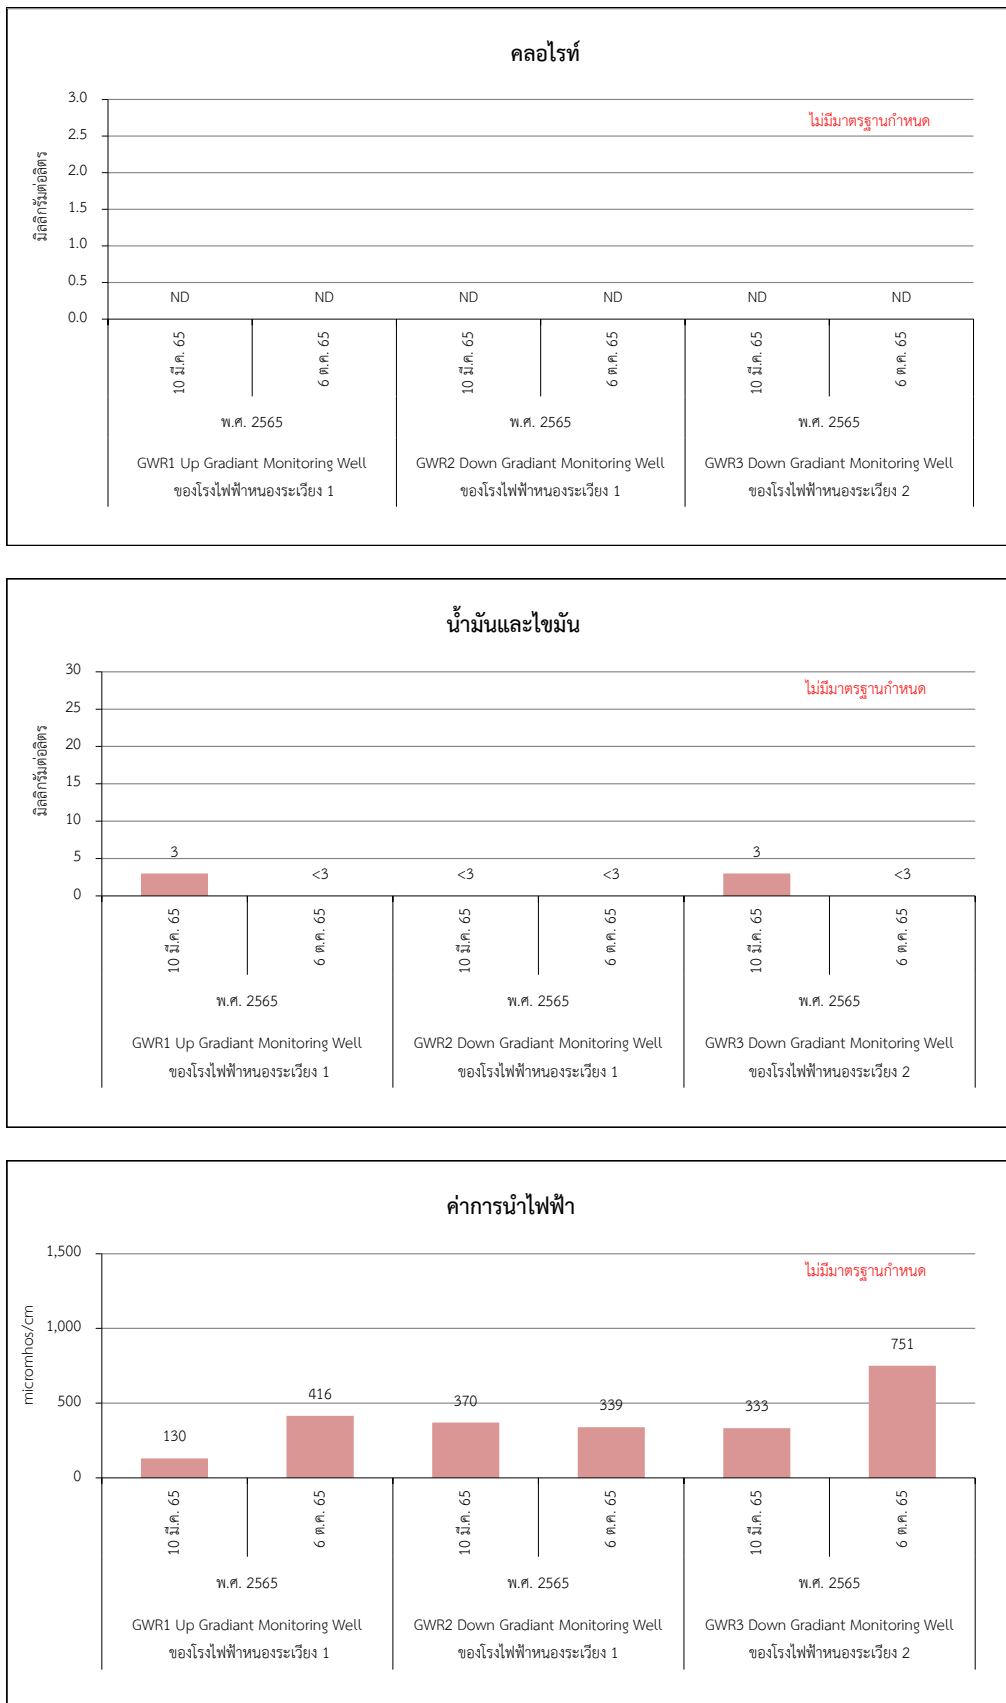 คลอไรท์
3.0
ไม่มีมาตรฐานกำหนด
2.5
2.0
1.5
1.0
0.5
0.0
มิลลิกรัมต่อลิตร
ND ND ND ND ND ND
10 มี.ค. 65 6 ต.ค. 65 10 มี.ค. 65 6 ต.ค. 65 10 มี.ค. 65 6 ต.ค. 65
พ.ศ. 2565 พ.ศ. 2565 พ.ศ. 2565
GWR1 Up Gradiant Monitoring Well GWR2 Down Gradiant Monitoring Well GWR3 Down Gradiant Monitoring Well
ของโรงไฟฟ้าหนองระเวียง 1 ของโรงไฟฟ้าหนองระเวียง 1 ของโรงไฟฟ้าหนองระเวียง 2
น้ำมันและไขมัน
30
ไม่มีมาตรฐานกำหนด
25
20
15
10
5
0
มิลลิกรัมต่อลิตร
3 <3 <3 <3 3 <3
10 มี.ค. 65 6 ต.ค. 65 10 มี.ค. 65 6 ต.ค. 65 10 มี.ค. 65 6 ต.ค. 65
พ.ศ. 2565 พ.ศ. 2565 พ.ศ. 2565
GWR1 Up Gradiant Monitoring Well GWR2 Down Gradiant Monitoring Well GWR3 Down Gradiant Monitoring Well
ของโรงไฟฟ้าหนองระเวียง 1 ของโรงไฟฟ้าหนองระเวียง 1 ของโรงไฟฟ้าหนองระเวียง 2
ค่าการนำไฟฟ้า
1,500
ไม่มีมาตรฐานกำหนด
1,000
500
0
micromhos/cm
130 416 370 339 333 751
10 มี.ค. 65 6 ต.ค. 65 10 มี.ค. 65 6 ต.ค. 65 10 มี.ค. 65 6 ต.ค. 65
พ.ศ. 2565 พ.ศ. 2565 พ.ศ. 2565
GWR1 Up Gradiant Monitoring Well GWR2 Down Gradiant Monitoring Well GWR3 Down Gradiant Monitoring Well
ของโรงไฟฟ้าหนองระเวียง 1 ของโรงไฟฟ้าหนองระเวียง 1 ของโรงไฟฟ้าหนองระเวียง 2